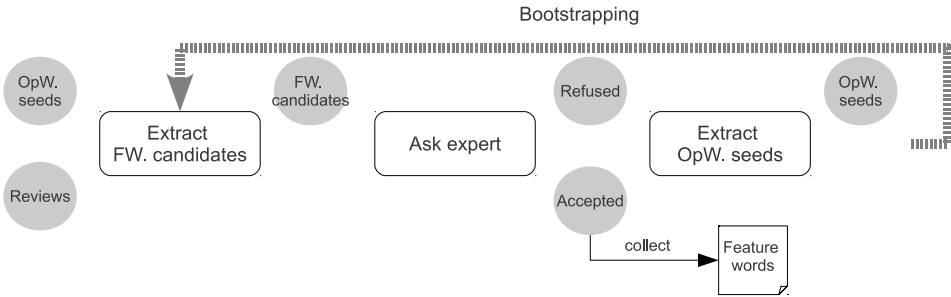 Bootstrapping
OpW.
seeds
FW.
candidates
Refused
OpW.
seeds
Extract
FW. candidates
Ask expert
Extract
OpW. seeds
Reviews
Accepted
collect
Feature
words